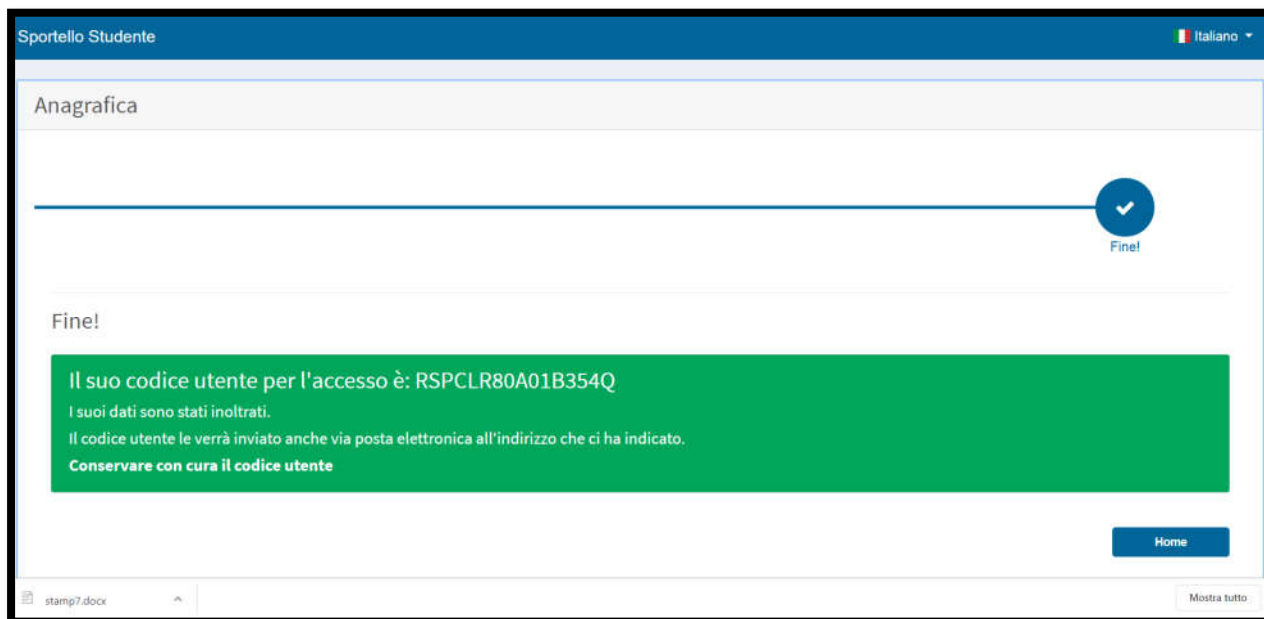 Sportello Studente
Italiano
Anagrafica
Fine!
Fine!
Il suo codice utente per l'accesso è: RSPCLR80A01B354Q
I suoi dati sono stati inoltrati.
Il codice utente le verrà inviato anche via posta elettronica all'indirizzo che ci ha indicato.
Conservare con cura il codice utente
Home
stamp7.docx
Mostra tutto